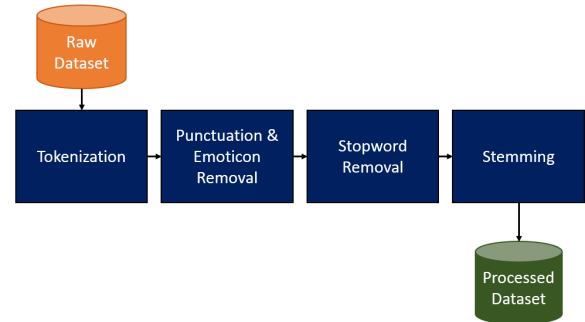 Raw
Dataset
Tokenization
Punctuation &
Emoticon
Removal
Stopword
Removal
Stemming
Processed
Dataset